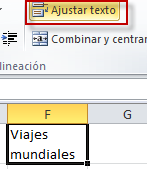 Ajustar texto
Combinar y centrar
lineación
F G
Viajes
mundiales